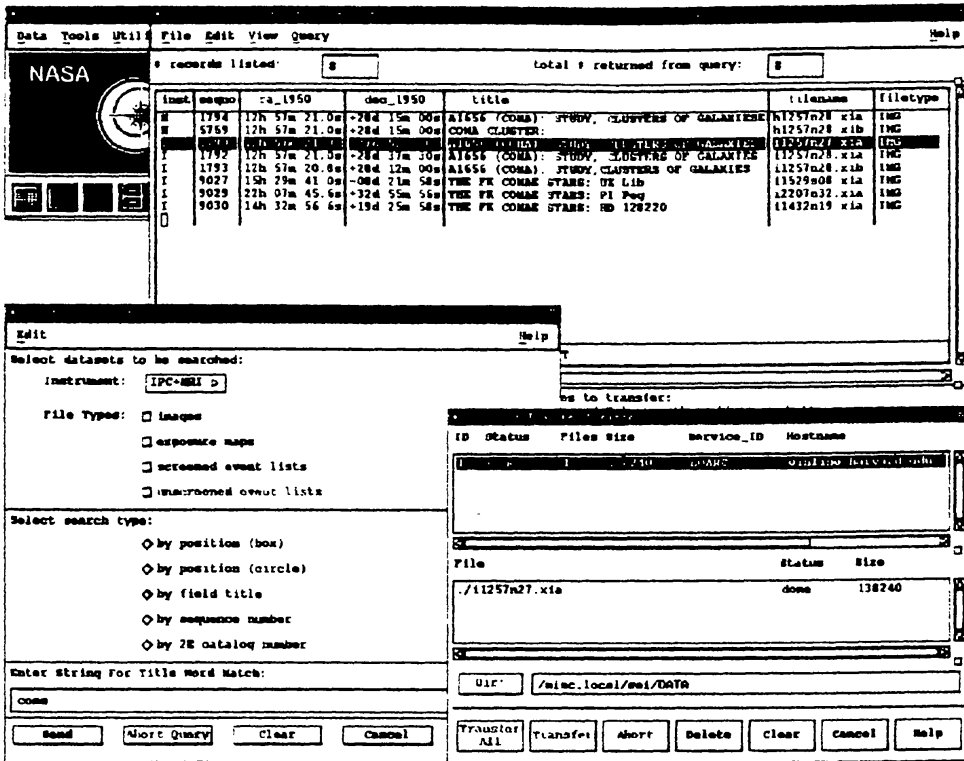 Data Tools Utili
NASA
File Edit View Query Help
# records listed: 8 total # returned from query: 8
inst seqno ra_1950 dec_1950 title filename filetype
H 1794 12h 57m 21.0s +28d 15m 00s A1656 (COMA): STUDY, CLUSTERS OF GALAXIESE h1257n28.xia IMG
H 5769 12h 57m 21.0s +28d 15m 00s COMA CLUSTER: h1257n28.xib IMG
i1257n27.xia IMG
I 1792 12h 57m 21.0s +28d 37m 30s A1656 (COMA): STUDY, CLUSTERS OF GALAXIES i1257n28.xia IMG
I 1793 12h 57m 20.8s +28d 12m 00s A1656 (COMA). STUDY,CLUSTERS OF GALAXIES i1257n28.xib IMG
I 9027 15h 29m 41 0s -08d 21m 58s THE FK COMAE STARS: UZ Lib i1529s08 xia IMG
I 9029 22h 07m 45.6s +32d 55m 56s THE FK COMAE STARS: PI Peg i2207n32.xia IMG
I 9030 14h 32m 56 6s +19d 25m 58s THE FK COMAE STARS: HD 128220 i1432n19 xia IMG
es to transfer:
Edit Help
Select datasets to be searched:
Instrument: IPC+HRI
File Types: images
exposure maps
screened event lists
unscreened event lists
Select search type:
by position (box)
by position (circle)
by field title
by sequence number
by 2E catalog number
Enter String For Title Word Match:
coma
Send Abort Query Clear Cancel
ID Status Files Size Service_ID Hostname
File Status Size
./i1257n27.xia done 138240
Dir: /misc.local/sei/DATA
Transfer All Transfer Abort Delete Clear Cancel Help